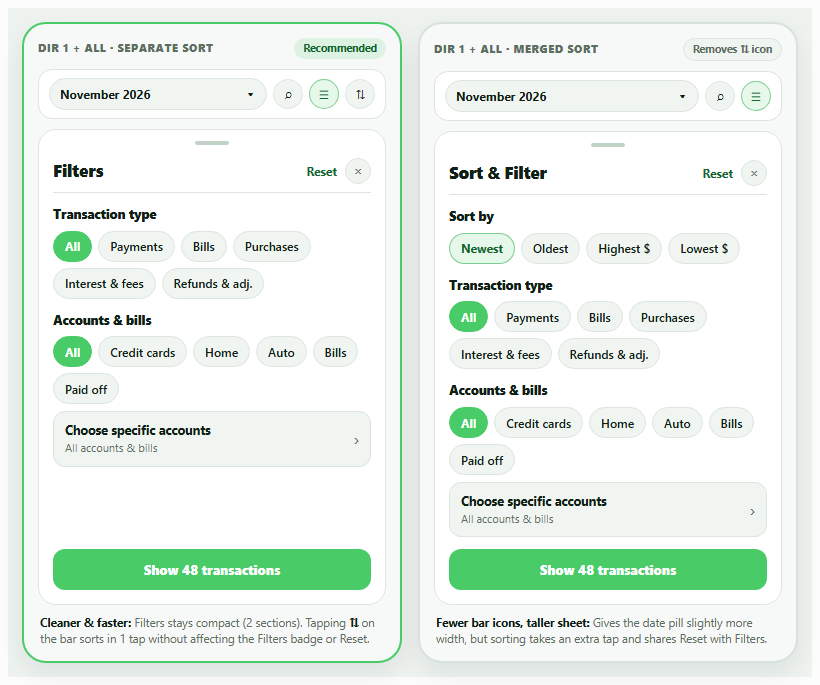 DIR 1 + ALL · SEPARATE SORT
Recommended
November 2026
Filters
Reset
Transaction type
All
Payments
Bills
Purchases
Interest & fees
Refunds & adj.
Accounts & bills
All
Credit cards
Home
Auto
Bills
Paid off
Choose specific accounts
All accounts & bills
Show 48 transactions
Cleaner & faster: Filters stays compact (2 sections). Tapping ⇅ on
the bar sorts in 1 tap without affecting the Filters badge or Reset.
DIR 1 + ALL · MERGED SORT
Removes ⇅ icon
November 2026
Sort & Filter
Reset
Sort by
Newest
Oldest
Highest $
Lowest $
Transaction type
All
Payments
Bills
Purchases
Interest & fees
Refunds & adj.
Accounts & bills
All
Credit cards
Home
Auto
Bills
Paid off
Choose specific accounts
All accounts & bills
Show 48 transactions
Fewer bar icons, taller sheet: Gives the date pill slightly more
width, but sorting takes an extra tap and shares Reset with Filters.